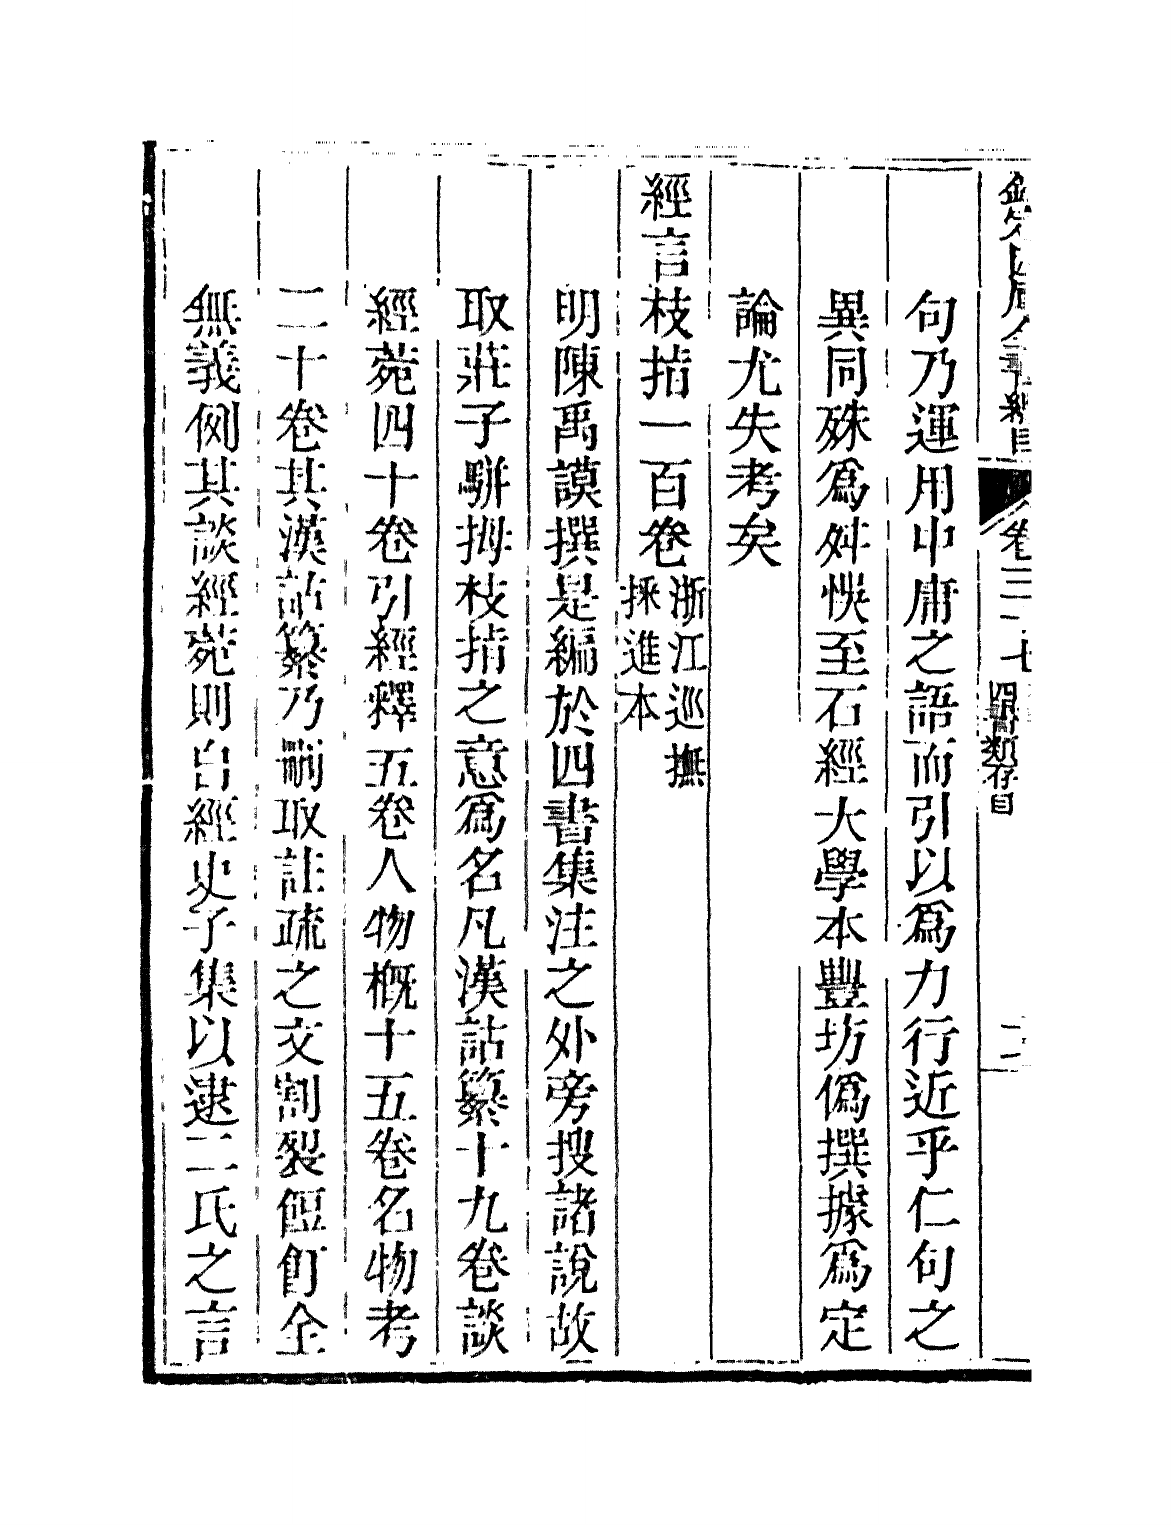 欽定四庫全書總目 卷三十七 四書類存目 二
句乃運用中庸之語而引以爲力行近乎仁句之
異同殊爲舛悞至石經大學本豐坊僞撰據爲定
論尤失考矣
經言枝指一百卷浙江巡撫
採進本
明陳禹謨撰是編於四書集注之外旁搜諸說故
取莊子駢拇枝指之意爲名凡漢詁纂十九卷談
經菀四十卷引經釋五卷人物概十五卷名物考
二十卷其漢詁纂乃刪取註疏之文割裂餖飣全
無義例其談經菀則自經史子集以逮二氏之言